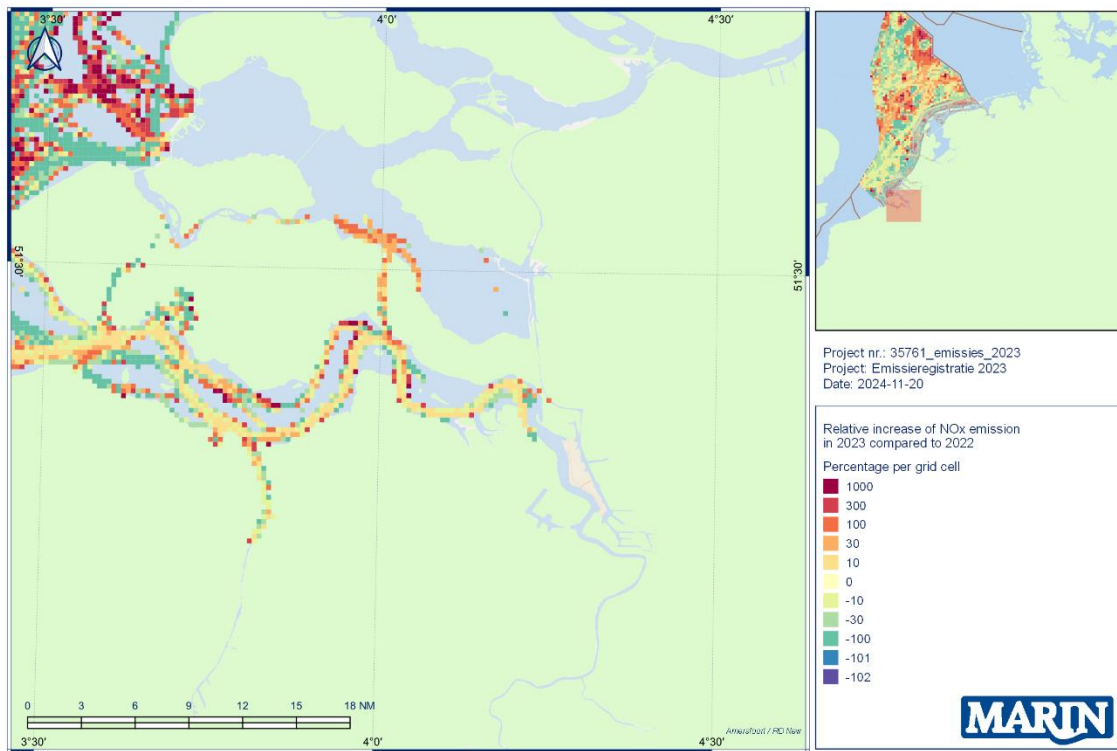 3°30'
4°0'
4°30'
51°30'
51°30'
0 3 6 9 12 15 18 NM
Amersfoort / RD New
3°30'
4°0'
4°30'
Project nr.: 35761_emissies_2023
Project: Emissieregistratie 2023
Date: 2024-11-20
Relative increase of NOx emission
in 2023 compared to 2022
Percentage per grid cell
1000
300
100
30
10
0
-10
-30
-100
-101
-102
MARIN